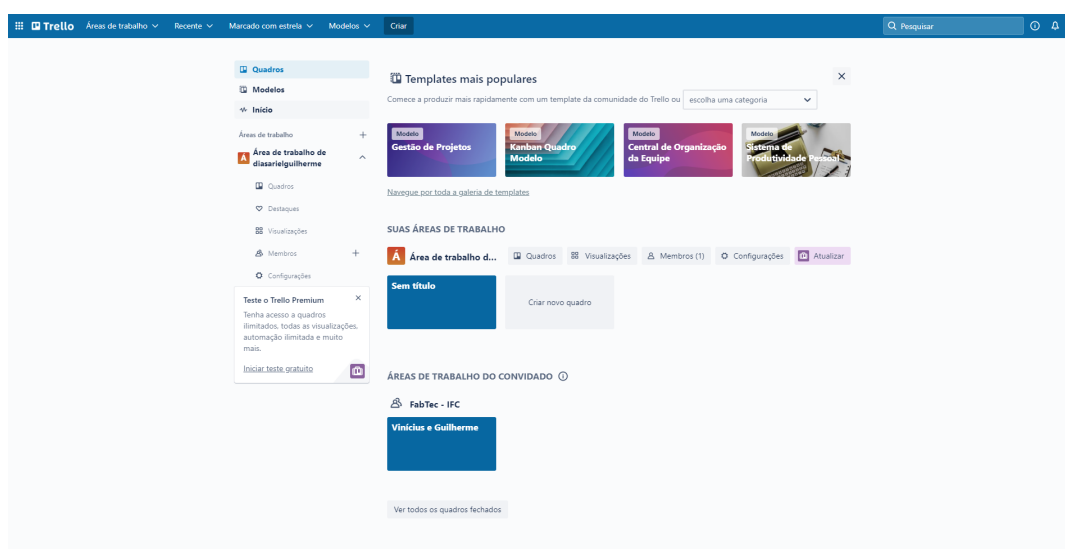 Trello Áreas de trabalho Recente Marcado com estrela Modelos Criar Pesquisar
Quadros
Modelos
Início
Áreas de trabalho
Área de trabalho de
diasarielguilherme
Quadros
Destaques
Visualizações
Membros
Configurações
Teste o Trello Premium
Tenha acesso a quadros
ilimitados, todas as visualizações,
automação ilimitada e muito
mais.
Iniciar teste gratuito
Templates mais populares
Comece a produzir mais rapidamente com um template da comunidade do Trello ou escolha uma categoria
Modelo
Gestão de Projetos
Modelo
Kanban Quadro
Modelo
Modelo
Central de Organização
da Equipe
Modelo
Sistema de
Produtividade Pessoal
Navegue por toda a galeria de templates
SUAS ÁREAS DE TRABALHO
Á Área de trabalho d... Quadros Visualizações Membros (1) Configurações Atualizar
Sem título
Criar novo quadro
ÁREAS DE TRABALHO DO CONVIDADO
FabTec - IFC
Vinícius e Guilherme
Ver todos os quadros fechados